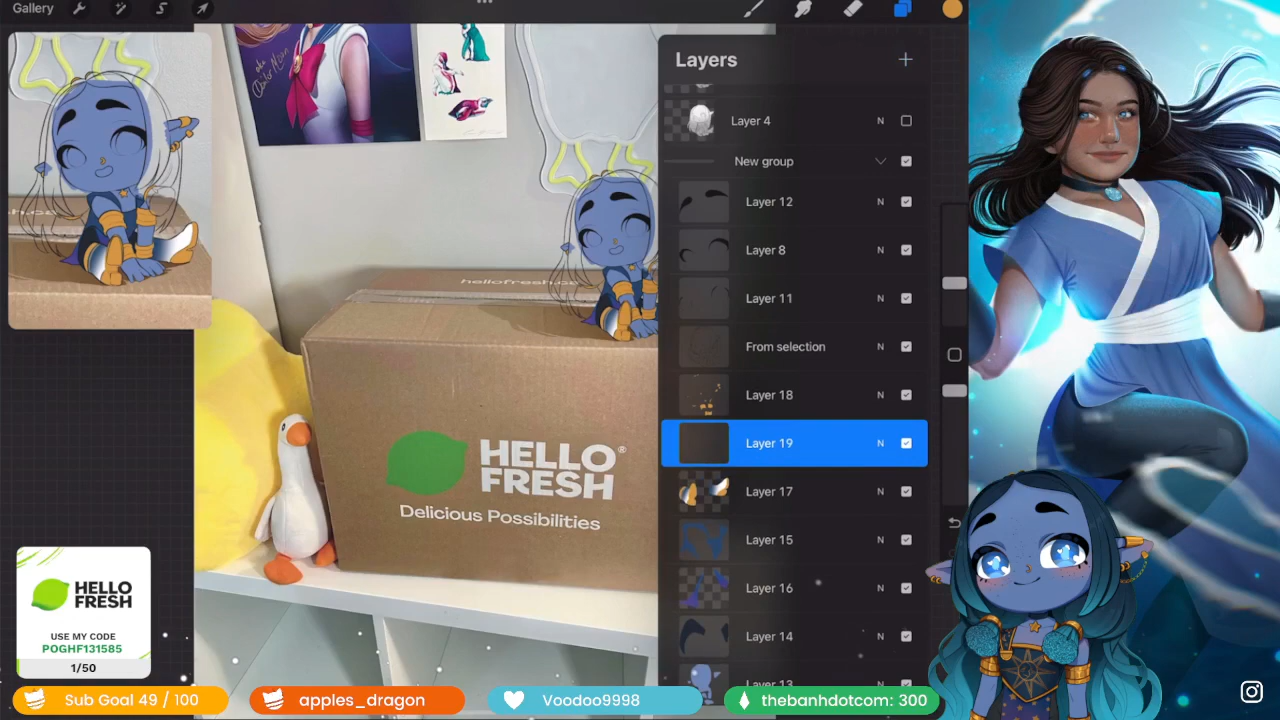 Gallery
Layers
Layer 4 N
New group
Layer 12 N
Layer 8 N
Layer 11 N
From selection N
Layer 18 N
Layer 19 N
Layer 17 N
Layer 15 N
Layer 16 N
Layer 14 N
Layer 13 N
hellofresh.c
HELLO
FRESH®
Delicious Possibilities
HELLO
FRESH
USE MY CODE
POGHF131585
1/50
Sub Goal 49 / 100
apples_dragon
Voodoo9998
thebanhdotcom: 300